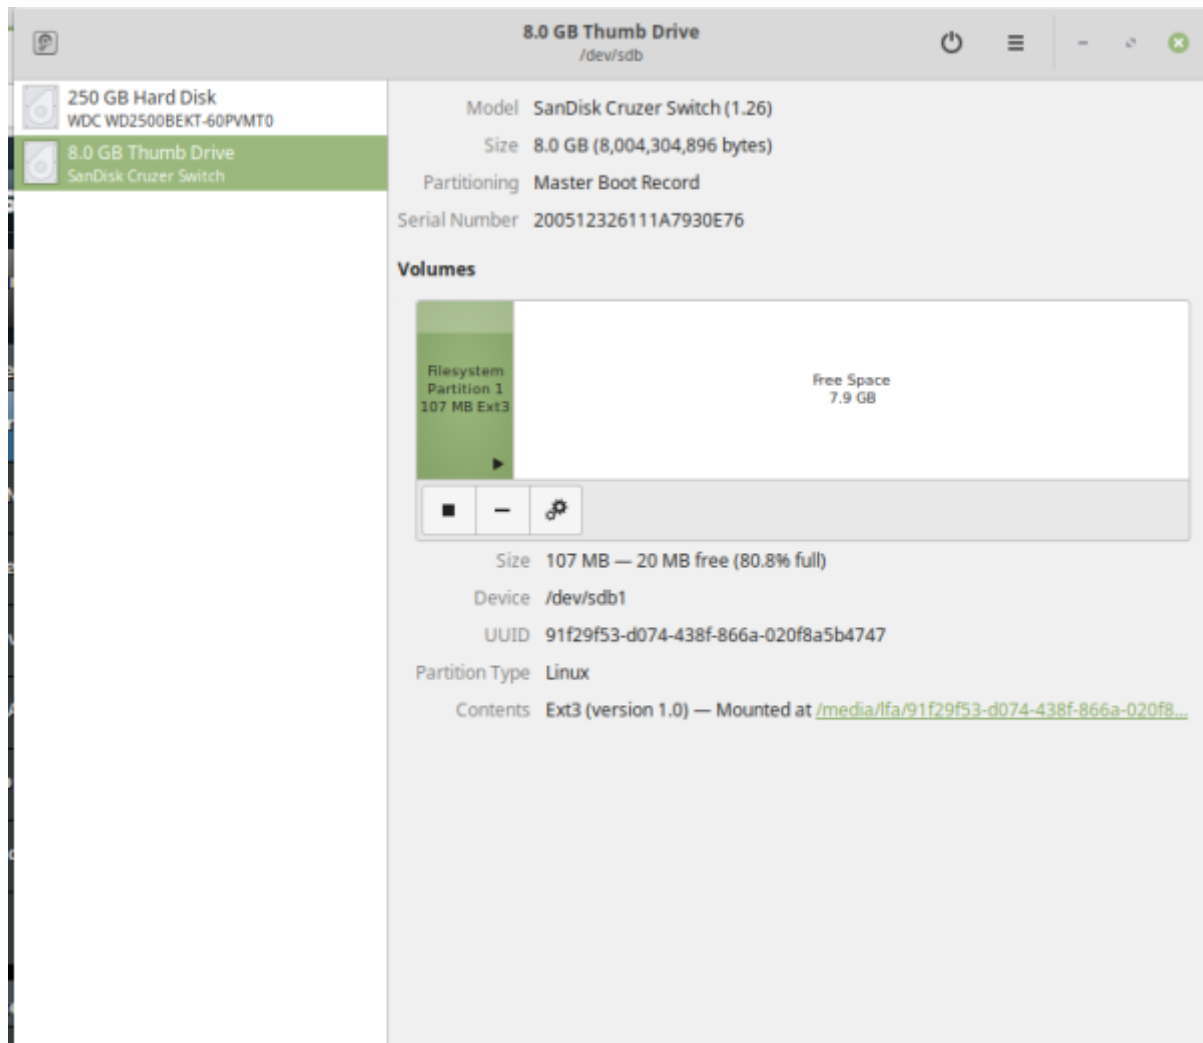 8.0 GB Thumb Drive
/dev/sdb
250 GB Hard Disk
WDC WD2500BEKT-60PVMT0
8.0 GB Thumb Drive
SanDisk Cruzer Switch
Model SanDisk Cruzer Switch (1.26)
Size 8.0 GB (8,004,304,896 bytes)
Partitioning Master Boot Record
Serial Number 200512326111A7930E76
Volumes
Filesystem
Partition 1
107 MB Ext3
Free Space
7.9 GB
Size 107 MB — 20 MB free (80.8% full)
Device /dev/sdb1
UUID 91f29f53-d074-438f-866a-020f8a5b4747
Partition Type Linux
Contents Ext3 (version 1.0) — Mounted at /media/lfa/91f29f53-d074-438f-866a-020f8...